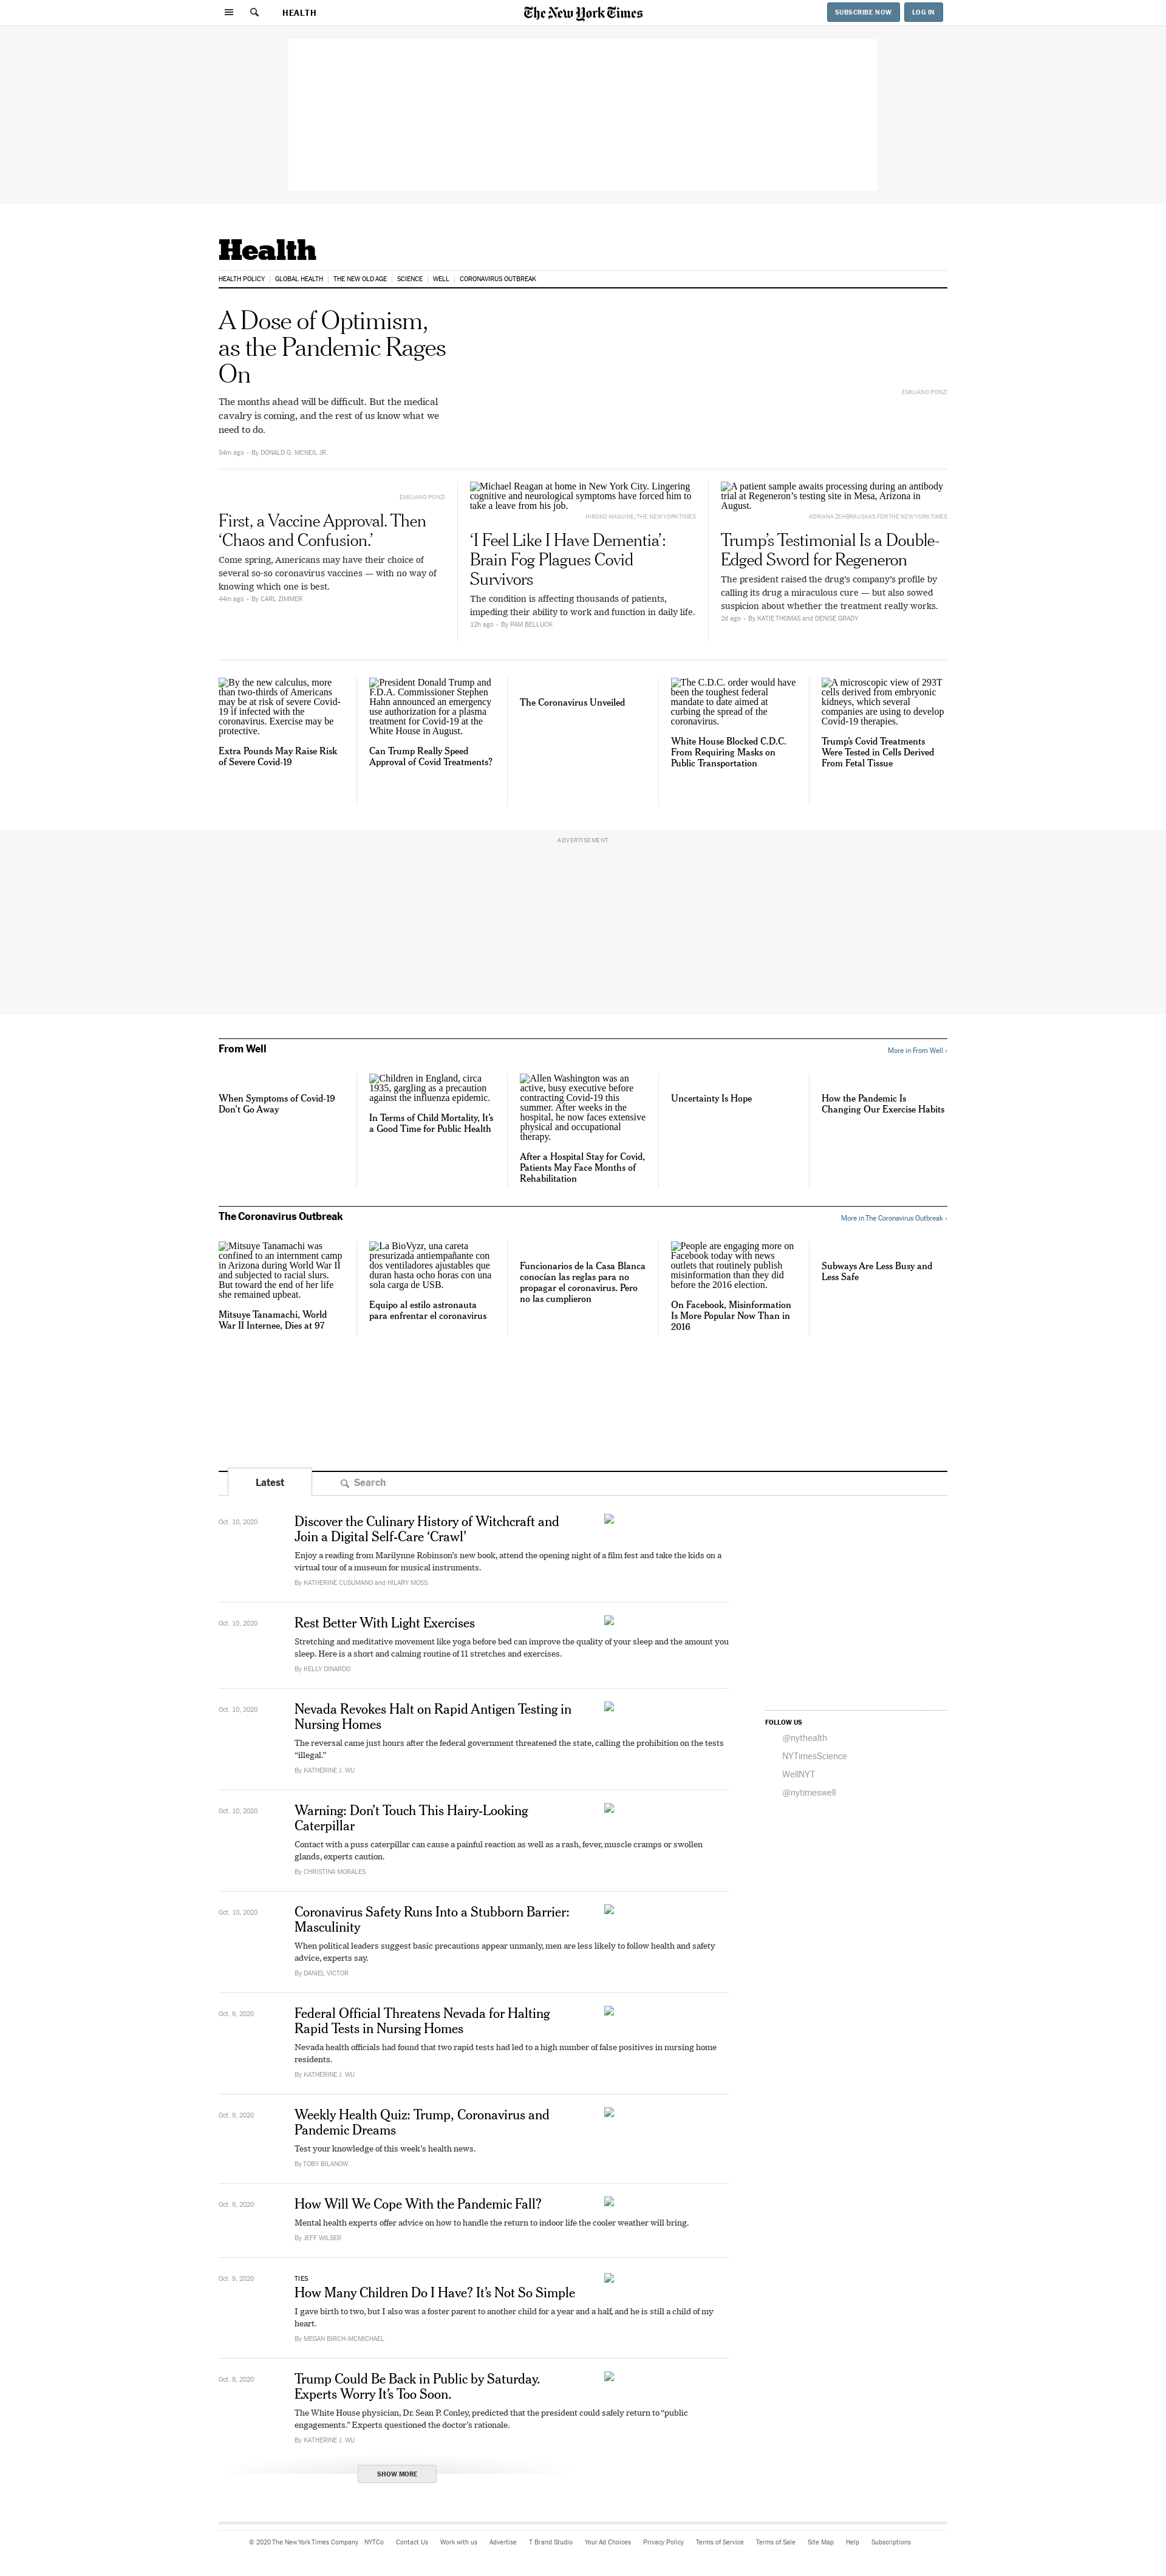 HEALTH
The New York Times
SUBSCRIBE NOW
LOG IN
Health
HEALTH POLICY | GLOBAL HEALTH | THE NEW OLD AGE | SCIENCE | WELL | CORONAVIRUS OUTBREAK
A Dose of Optimism,
as the Pandemic Rages
On
The months ahead will be difficult. But the medical
cavalry is coming, and the rest of us know what we
need to do.
54m ago • By DONALD G. MCNEIL JR.
EMILIANO PONZI
EMILIANO PONZI
First, a Vaccine Approval. Then
‘Chaos and Confusion.’
Come spring, Americans may have their choice of
several so-so coronavirus vaccines — with no way of
knowing which one is best.
44m ago • By CARL ZIMMER
Michael Reagan at home in New York City. Lingering
cognitive and neurological symptoms have forced him to
take a leave from his job.
HIROKO MASUIKE/THE NEW YORK TIMES
‘I Feel Like I Have Dementia’:
Brain Fog Plagues Covid
Survivors
The condition is affecting thousands of patients,
impeding their ability to work and function in daily life.
12h ago • By PAM BELLUCK
A patient sample awaits processing during an antibody
trial at Regeneron’s testing site in Mesa, Arizona in
August.
ADRIANA ZEHBRAUSKAS FOR THE NEW YORK TIMES
Trump’s Testimonial Is a Double-
Edged Sword for Regeneron
The president raised the drug’s company’s profile by
calling its drug a miraculous cure — but also sowed
suspicion about whether the treatment really works.
2d ago • By KATIE THOMAS and DENISE GRADY
By the new calculus, more
than two-thirds of Americans
may be at risk of severe Covid-
19 if infected with the
coronavirus. Exercise may be
protective.
Extra Pounds May Raise Risk
of Severe Covid-19
President Donald Trump and
F.D.A. Commissioner Stephen
Hahn announced an emergency
use authorization for a plasma
treatment for Covid-19 at the
White House in August.
Can Trump Really Speed
Approval of Covid Treatments?
The Coronavirus Unveiled
The C.D.C. order would have
been the toughest federal
mandate to date aimed at
curbing the spread of the
coronavirus.
White House Blocked C.D.C.
From Requiring Masks on
Public Transportation
A microscopic view of 293T
cells derived from embryonic
kidneys, which several
companies are using to develop
Covid-19 therapies.
Trump’s Covid Treatments
Were Tested in Cells Derived
From Fetal Tissue
ADVERTISEMENT
From Well
More in From Well ›
When Symptoms of Covid-19
Don’t Go Away
Children in England, circa
1935, gargling as a precaution
against the influenza epidemic.
In Terms of Child Mortality, It’s
a Good Time for Public Health
Allen Washington was an
active, busy executive before
contracting Covid-19 this
summer. After weeks in the
hospital, he now faces extensive
physical and occupational
therapy.
After a Hospital Stay for Covid,
Patients May Face Months of
Rehabilitation
Uncertainty Is Hope
How the Pandemic Is
Changing Our Exercise Habits
The Coronavirus Outbreak
More in The Coronavirus Outbreak ›
Mitsuye Tanamachi was
confined to an internment camp
in Arizona during World War II
and subjected to racial slurs.
But toward the end of her life
she remained upbeat.
Mitsuye Tanamachi, World
War II Internee, Dies at 97
La BioVyzr, una careta
presurizada antiempañante con
dos ventiladores ajustables que
duran hasta ocho horas con una
sola carga de USB.
Equipo al estilo astronauta
para enfrentar el coronavirus
Funcionarios de la Casa Blanca
conocían las reglas para no
propagar el coronavirus. Pero
no las cumplieron
People are engaging more on
Facebook today with news
outlets that routinely publish
misinformation than they did
before the 2016 election.
On Facebook, Misinformation
Is More Popular Now Than in
2016
Subways Are Less Busy and
Less Safe
Latest
Search
Oct. 10, 2020
Discover the Culinary History of Witchcraft and
Join a Digital Self-Care ‘Crawl’
Enjoy a reading from Marilynne Robinson’s new book, attend the opening night of a film fest and take the kids on a
virtual tour of a museum for musical instruments.
By KATHERINE CUSUMANO and HILARY MOSS
Oct. 10, 2020
Rest Better With Light Exercises
Stretching and meditative movement like yoga before bed can improve the quality of your sleep and the amount you
sleep. Here is a short and calming routine of 11 stretches and exercises.
By KELLY DINARDO
Oct. 10, 2020
Nevada Revokes Halt on Rapid Antigen Testing in
Nursing Homes
The reversal came just hours after the federal government threatened the state, calling the prohibition on the tests
“illegal.”
By KATHERINE J. WU
Oct. 10, 2020
Warning: Don’t Touch This Hairy-Looking
Caterpillar
Contact with a puss caterpillar can cause a painful reaction as well as a rash, fever, muscle cramps or swollen
glands, experts caution.
By CHRISTINA MORALES
Oct. 10, 2020
Coronavirus Safety Runs Into a Stubborn Barrier:
Masculinity
When political leaders suggest basic precautions appear unmanly, men are less likely to follow health and safety
advice, experts say.
By DANIEL VICTOR
Oct. 9, 2020
Federal Official Threatens Nevada for Halting
Rapid Tests in Nursing Homes
Nevada health officials had found that two rapid tests had led to a high number of false positives in nursing home
residents.
By KATHERINE J. WU
Oct. 9, 2020
Weekly Health Quiz: Trump, Coronavirus and
Pandemic Dreams
Test your knowledge of this week’s health news.
By TOBY BILANOW
Oct. 9, 2020
How Will We Cope With the Pandemic Fall?
Mental health experts offer advice on how to handle the return to indoor life the cooler weather will bring.
By JEFF WILSER
Oct. 9, 2020
TIES
How Many Children Do I Have? It’s Not So Simple
I gave birth to two, but I also was a foster parent to another child for a year and a half, and he is still a child of my
heart.
By MEGAN BIRCH-MCMICHAEL
Oct. 8, 2020
Trump Could Be Back in Public by Saturday.
Experts Worry It’s Too Soon.
The White House physician, Dr. Sean P. Conley, predicted that the president could safely return to “public
engagements.” Experts questioned the doctor’s rationale.
By KATHERINE J. WU
SHOW MORE
FOLLOW US
@nythealth
NYTimesScience
WellNYT
@nytimeswell
© 2020 The New York Times Company NYTCo Contact Us Work with us Advertise T Brand Studio Your Ad Choices Privacy Policy Terms of Service Terms of Sale Site Map Help Subscriptions